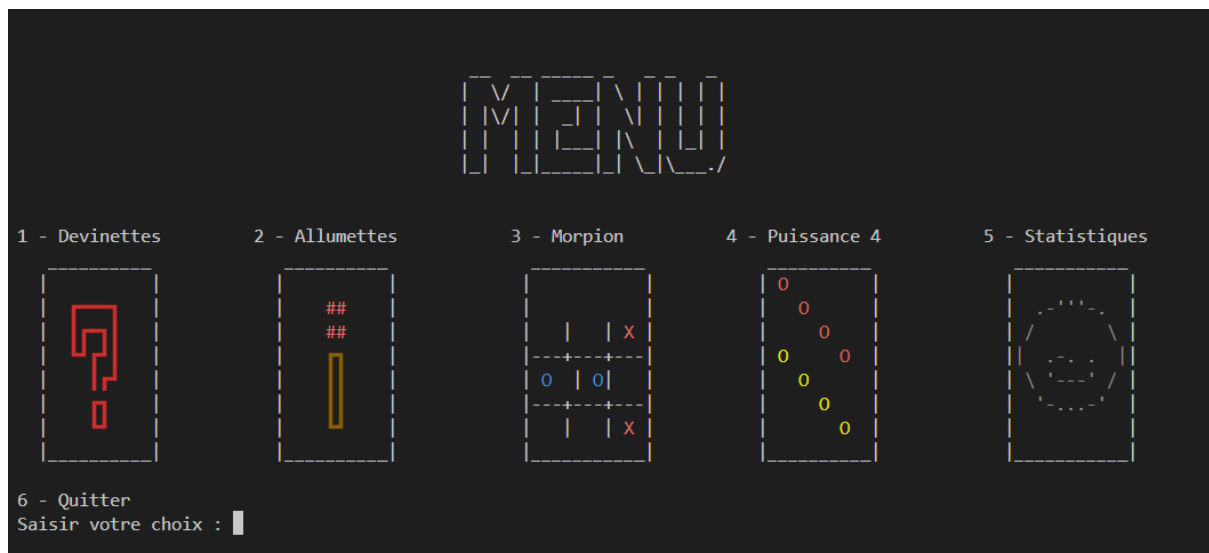 MENU
1 - Devinettes 2 - Allumettes 3 - Morpion 4 - Puissance 4 5 - Statistiques
6 - Quitter
Saisir votre choix :